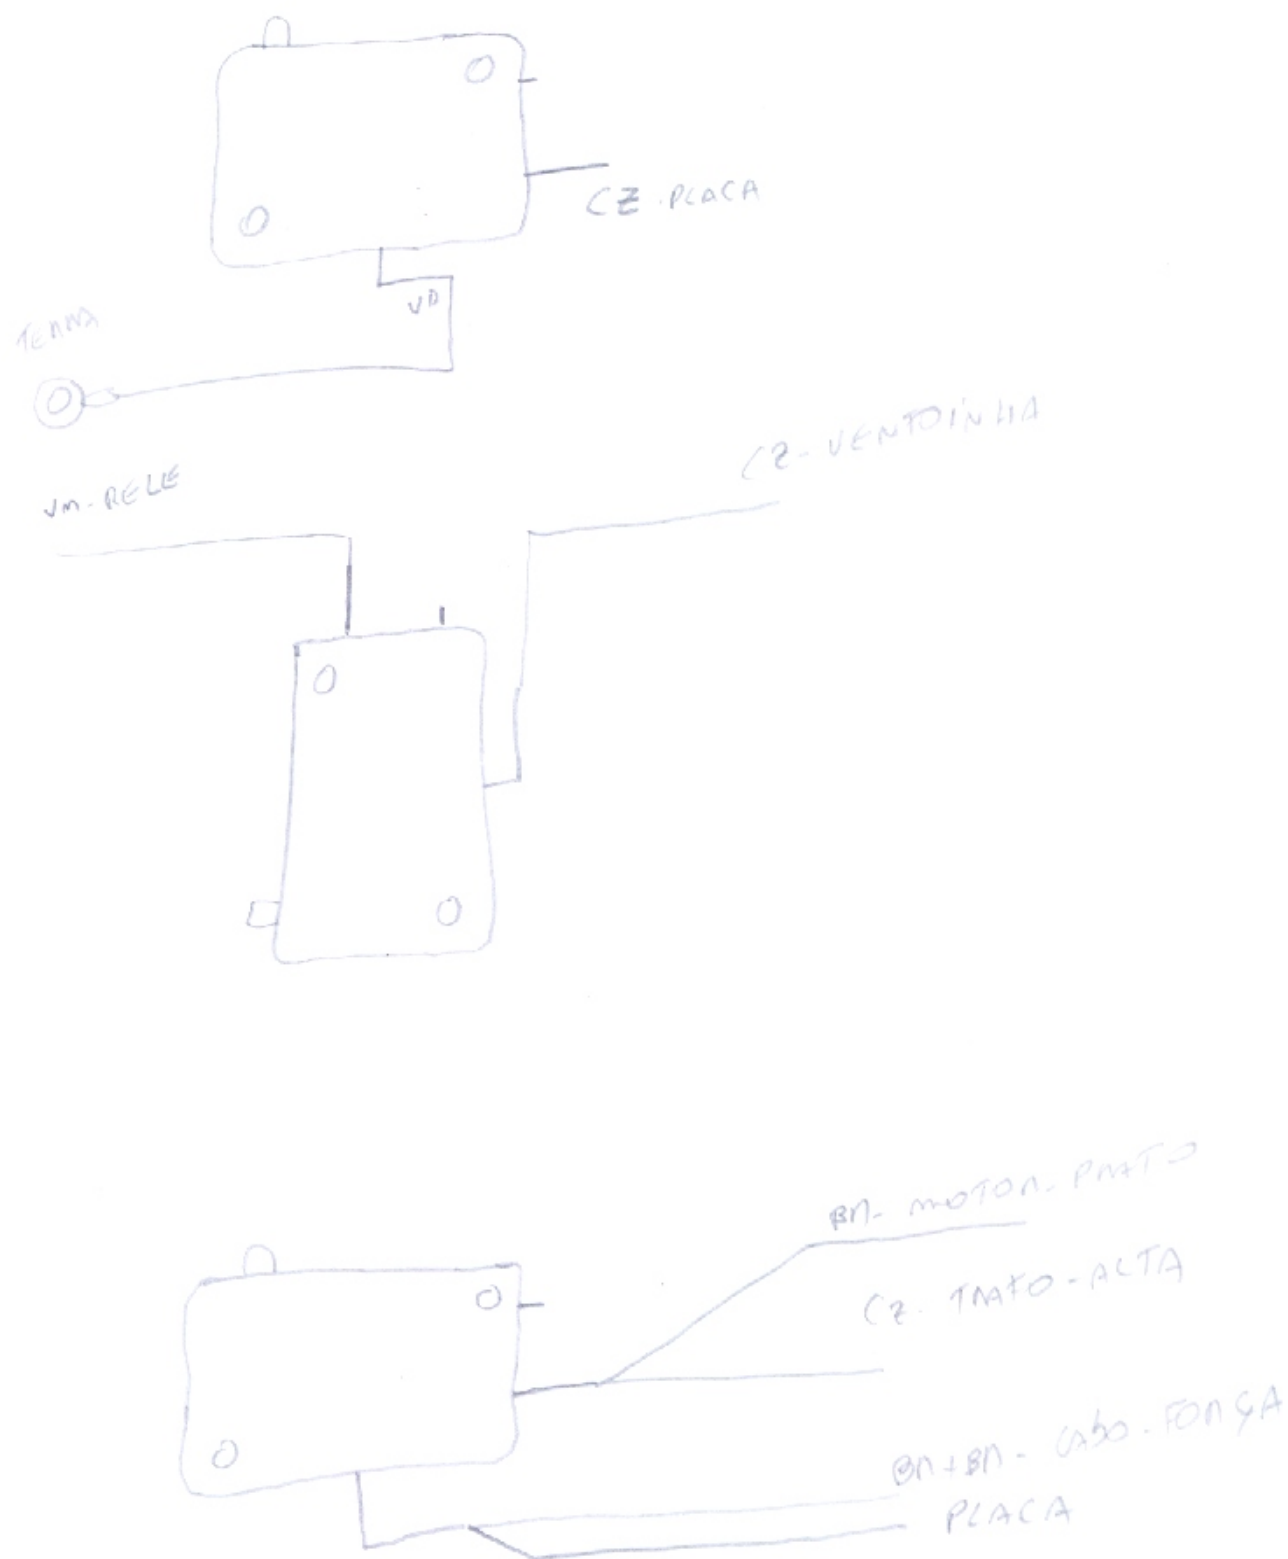 CZ-PLACA
VD
TERRA
CZ-VENTOINHA
VM-RELE
BR-MOTOR-PRATO
CZ-TRAFO-ALTA
BR+BR-CABO-FORÇA
PLACA